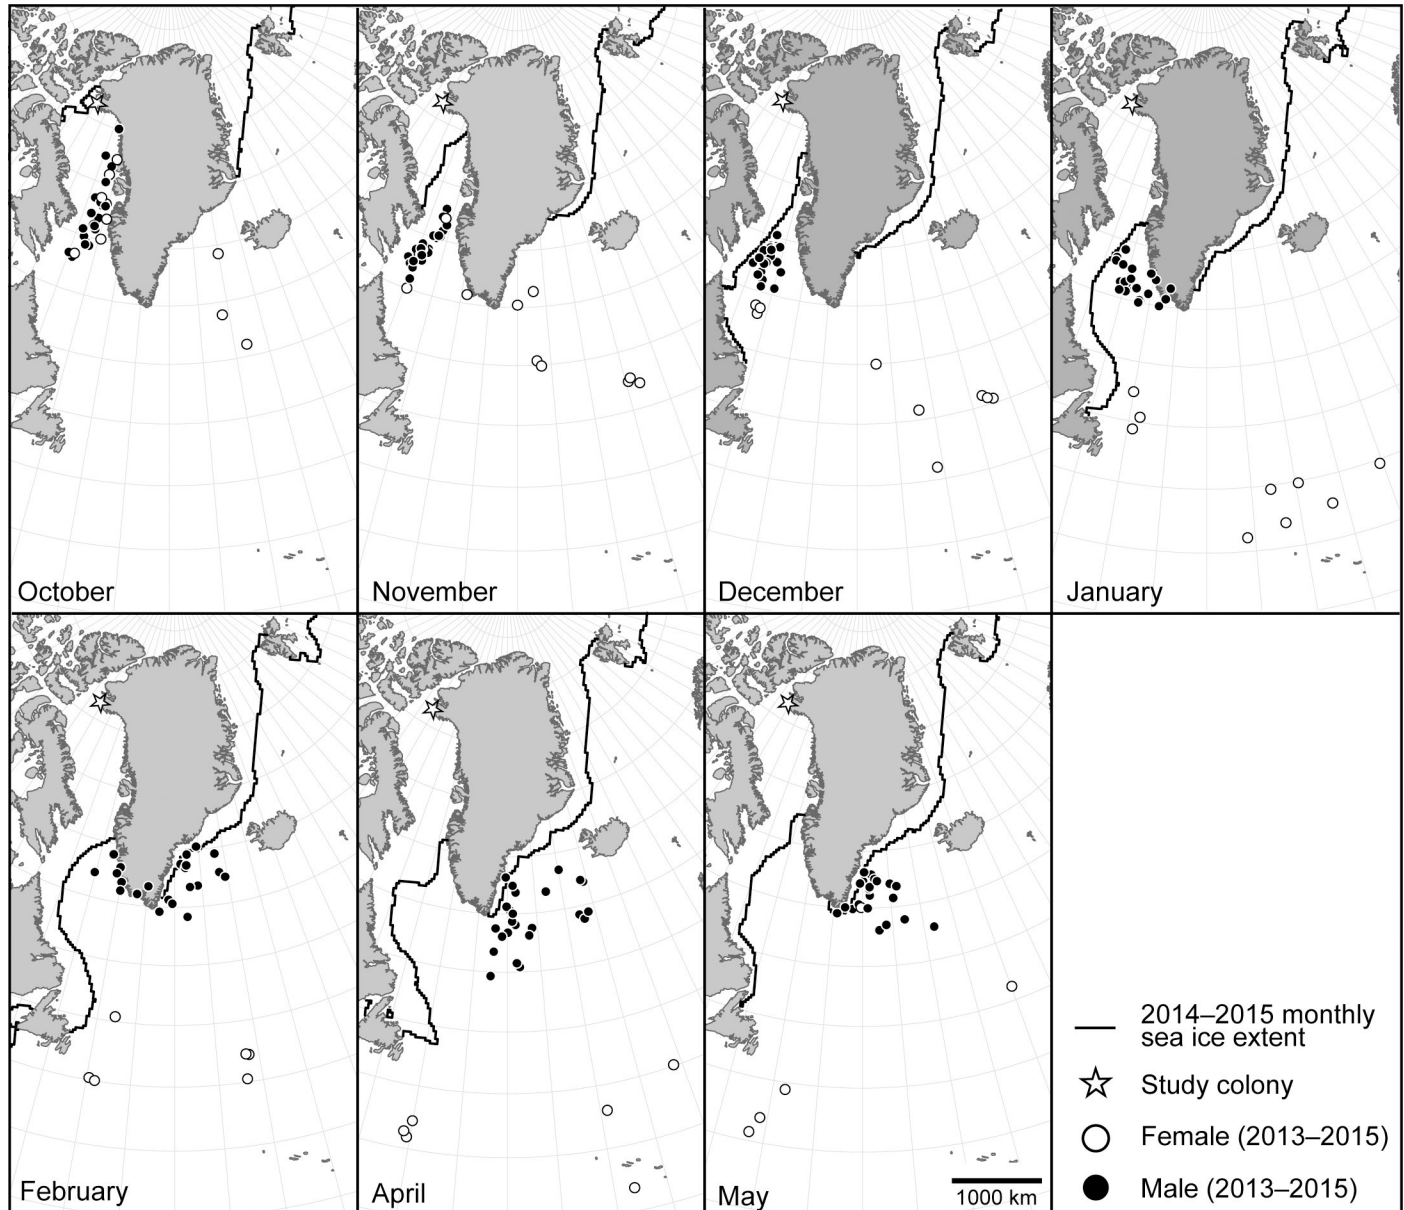 October
November
December
January
February
April
May
1000 km
2014–2015 monthly
sea ice extent
Study colony
Female (2013–2015)
Male (2013–2015)